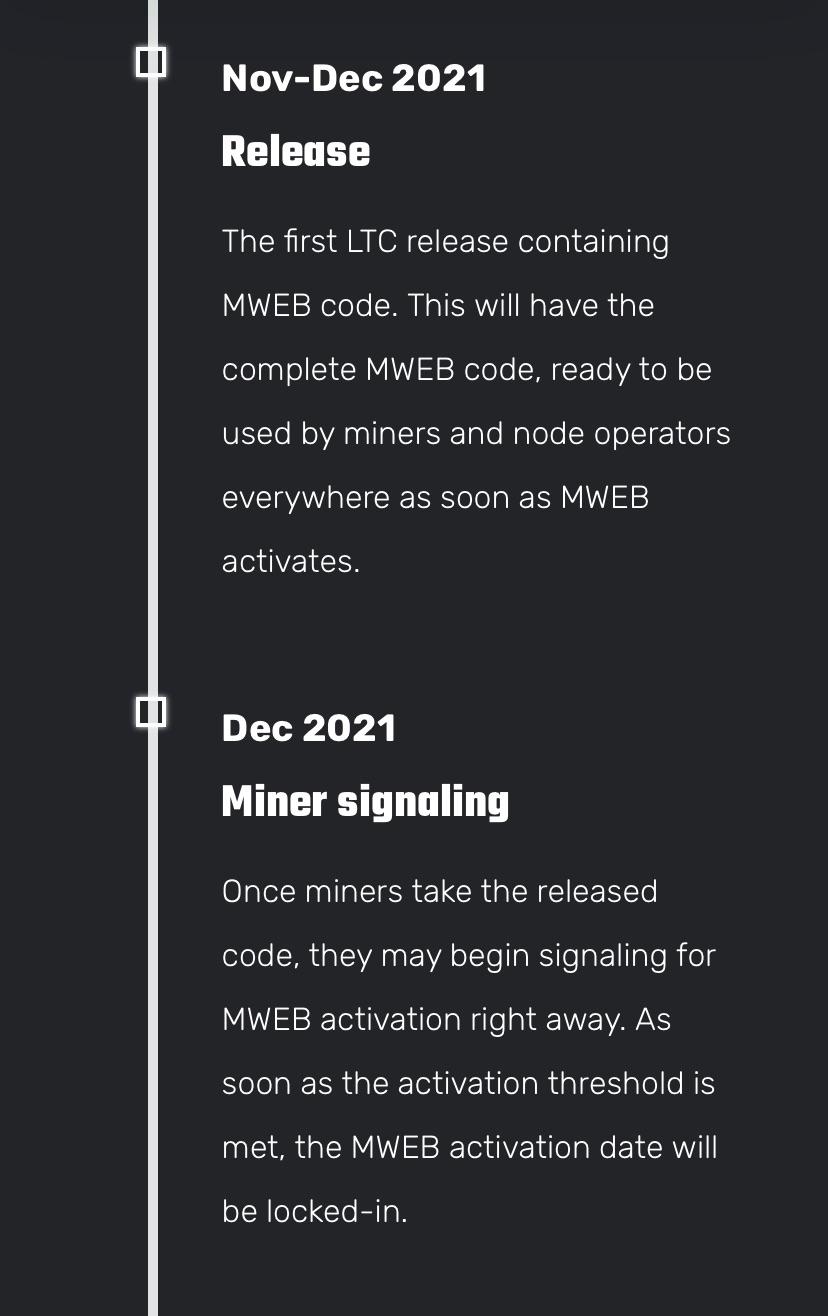 Nov-Dec 2021
Release
The first LTC release containing
MWEB code. This will have the
complete MWEB code, ready to be
used by miners and node operators
everywhere as soon as MWEB
activates.
Dec 2021
Miner signaling
Once miners take the released
code, they may begin signaling for
MWEB activation right away. As
soon as the activation threshold is
met, the MWEB activation date will
be locked-in.